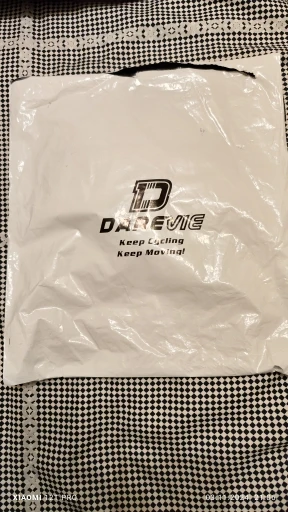 D
DAREVIE
Keep Cycling
Keep Moving!
XIAOMI 12T PRO